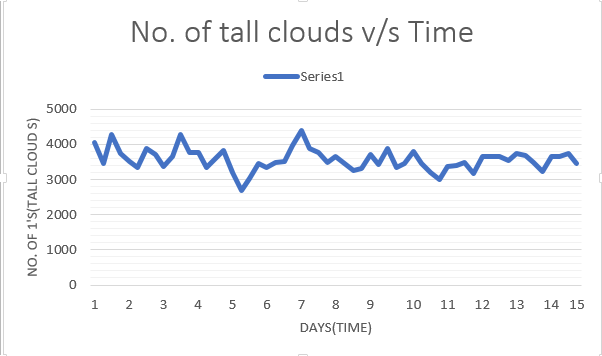 No. of tall clouds v/s Time
Series1
NO. OF 1'S(TALL CLOUD S)
5000
4000
3000
2000
1000
0
1 2 3 4 5 6 7 8 9 10 11 12 13 14 15
DAYS(TIME)